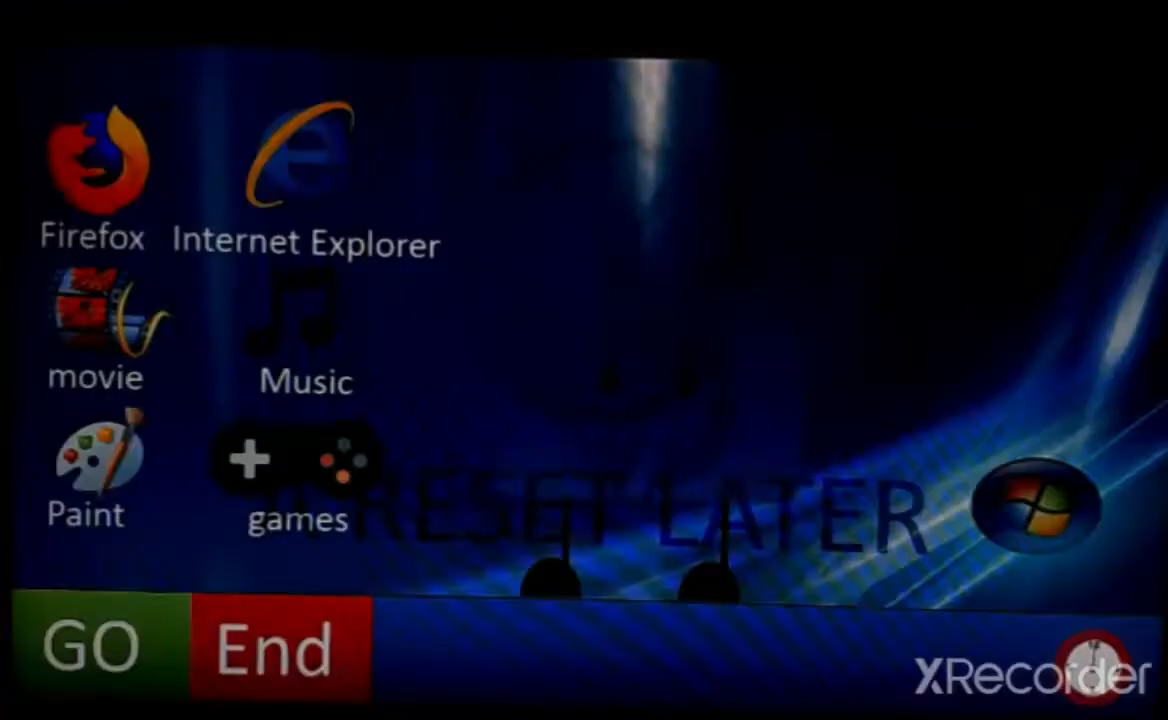 Firefox
Internet Explorer
movie
Music
Paint
games
RESET LATER
GO
End
XRecorder